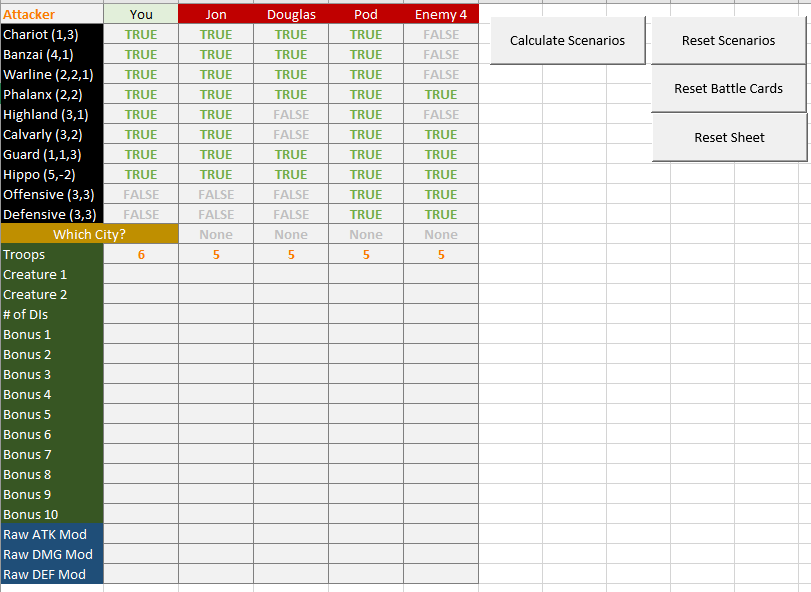 Attacker You Jon Douglas Pod Enemy 4
Chariot (1,3) TRUE TRUE TRUE TRUE FALSE
Banzai (4,1) TRUE TRUE TRUE TRUE FALSE
Warline (2,2,1) TRUE TRUE TRUE TRUE FALSE
Phalanx (2,2) TRUE TRUE TRUE TRUE TRUE
Highland (3,1) TRUE TRUE FALSE TRUE FALSE
Calvarly (3,2) TRUE TRUE FALSE TRUE TRUE
Guard (1,1,3) TRUE TRUE TRUE TRUE TRUE
Hippo (5,-2) TRUE TRUE TRUE TRUE TRUE
Offensive (3,3) FALSE FALSE FALSE TRUE TRUE
Defensive (3,3) FALSE FALSE FALSE TRUE TRUE
Which City? None None None None
Troops 6 5 5 5 5
Creature 1
Creature 2
# of DIs
Bonus 1
Bonus 2
Bonus 3
Bonus 4
Bonus 5
Bonus 6
Bonus 7
Bonus 8
Bonus 9
Bonus 10
Raw ATK Mod
Raw DMG Mod
Raw DEF Mod
Calculate Scenarios
Reset Scenarios
Reset Battle Cards
Reset Sheet